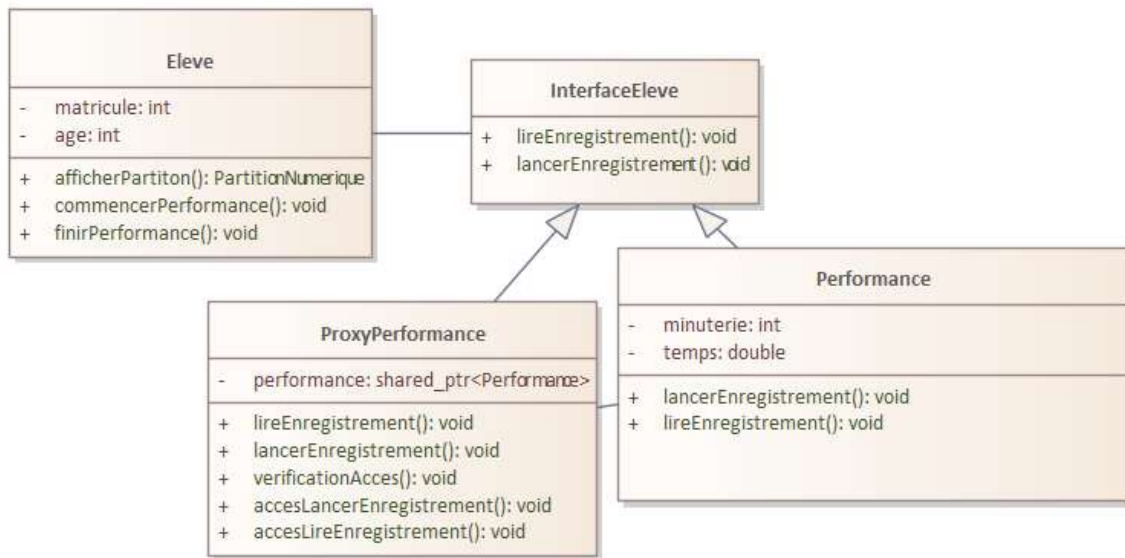 Eleve
- matricule: int
- age: int
+ afficherPartiton(): PartitionNumerique
+ commencerPerformance(): void
+ finirPerformance(): void
InterfaceEleve
+ lireEnregistrement(): void
+ lancerEnregistrement(): void
ProxyPerformance
- performance: shared_ptr<Performance>
+ lireEnregistrement(): void
+ lancerEnregistrement(): void
+ verificationAcces(): void
+ accesLancerEnregistrement(): void
+ accesLireEnregistrement(): void
Performance
- minuterie: int
- temps: double
+ lancerEnregistrement(): void
+ lireEnregistrement(): void